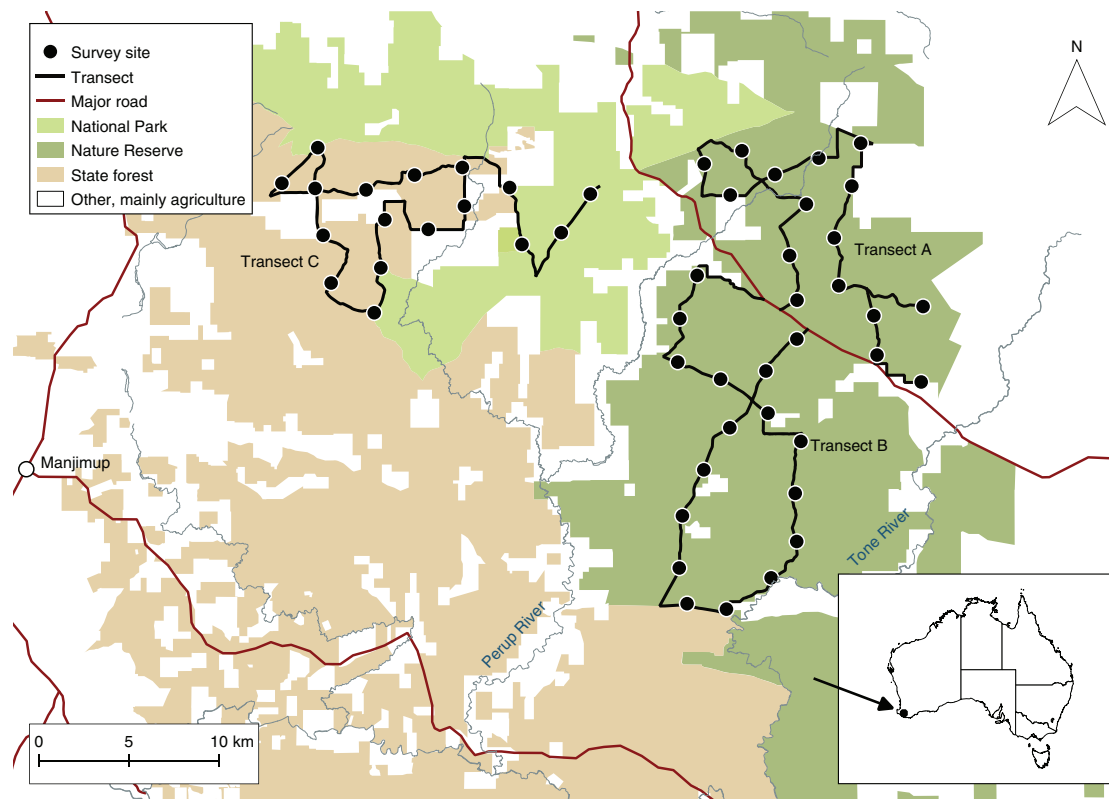 N
Survey site
Transect
Major road
National Park
Nature Reserve
State forest
Other, mainly agriculture
Transect A
Transect C
Transect B
Manjimup
Tone River
Perup River
0 5 10 km